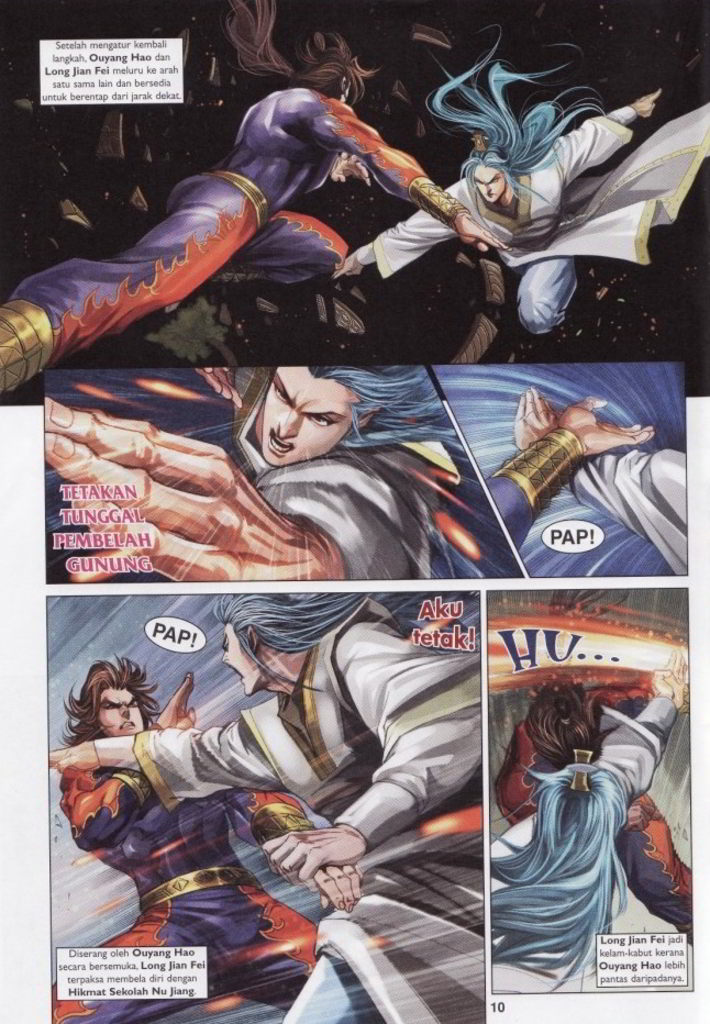 Setelah mengatur kembali
langkah, Ouyang Hao dan
Long Jian Fei meluru ke arah
satu sama lain dan bersedia
untuk berentap dari jarak dekat.
TETAKAN
TUNGGAL
PEMBELAH
GUNUNG
PAP!
PAP!
Aku
tetak!
Diserang oleh Ouyang Hao
secara bersemuka, Long Jian Fei
terpaksa membela diri dengan
Hikmat Sekolah Nu Jiang.
HU...
Long Jian Fei jadi
kelam-kabut kerana
Ouyang Hao lebih
pantas daripadanya.
10